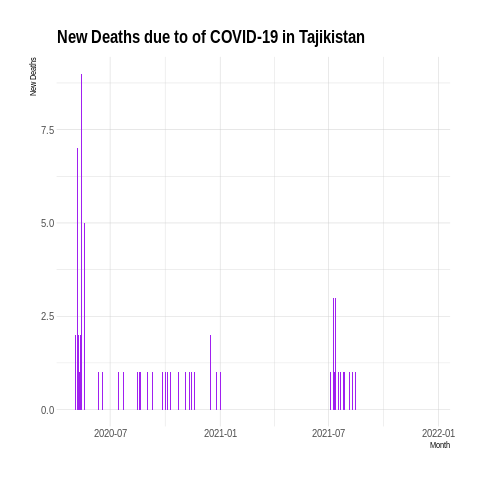 New Deaths due to of COVID-19 in Tajikistan
New Deaths
7.5
5.0
2.5
0.0
2020-07
2021-01
2021-07
2022-01
Month